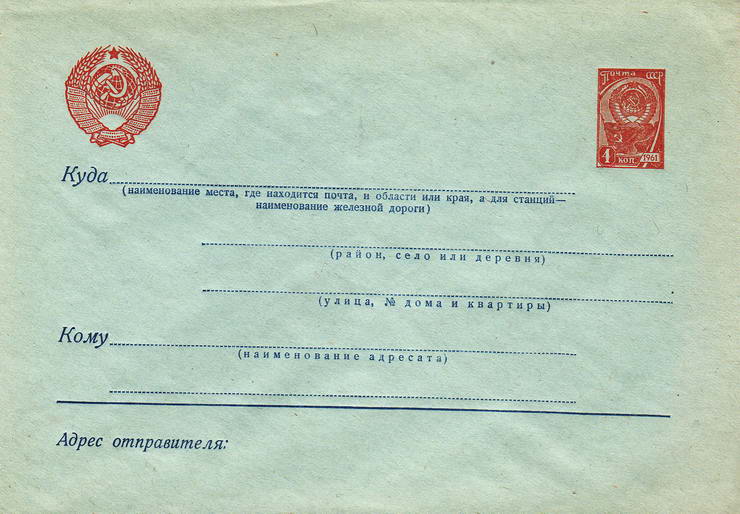 Почта СССР
4 коп. 1961
Куда
(наименование места, где находится почта, и области или края, а для станций—
наименование железной дороги)
(район, село или деревня)
(улица, № дома и квартиры)
Кому
(наименование адресата)
Адрес отправителя: